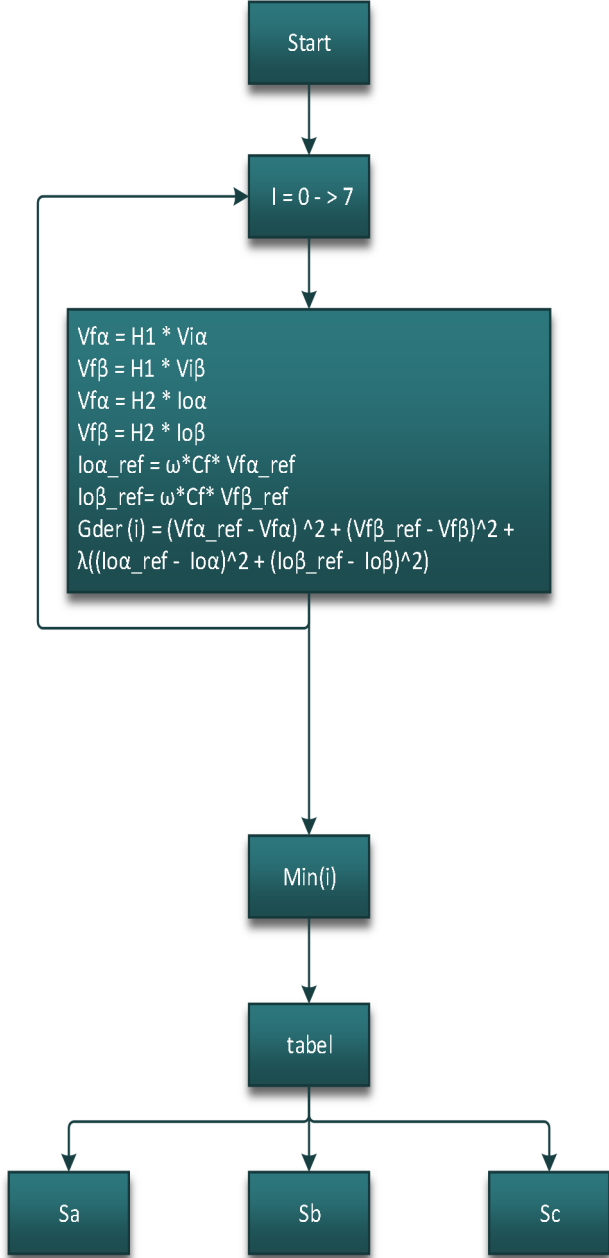 Start
I = 0 - > 7
Vfα = H1 * Viα
Vfβ = H1 * Viβ
Vfα = H2 * Ioα
Vfβ = H2 * Ioβ
Ioα_ref = ω*Cf* Vfα_ref
Ioβ_ref= ω*Cf* Vfβ_ref
Gder (i) = (Vfα_ref - Vfα) ^2 + (Vfβ_ref - Vfβ)^2 +
λ((Ioα_ref - Ioα)^2 + (Ioβ_ref - Ioβ)^2)
Min(i)
tabel
Sa
Sb
Sc